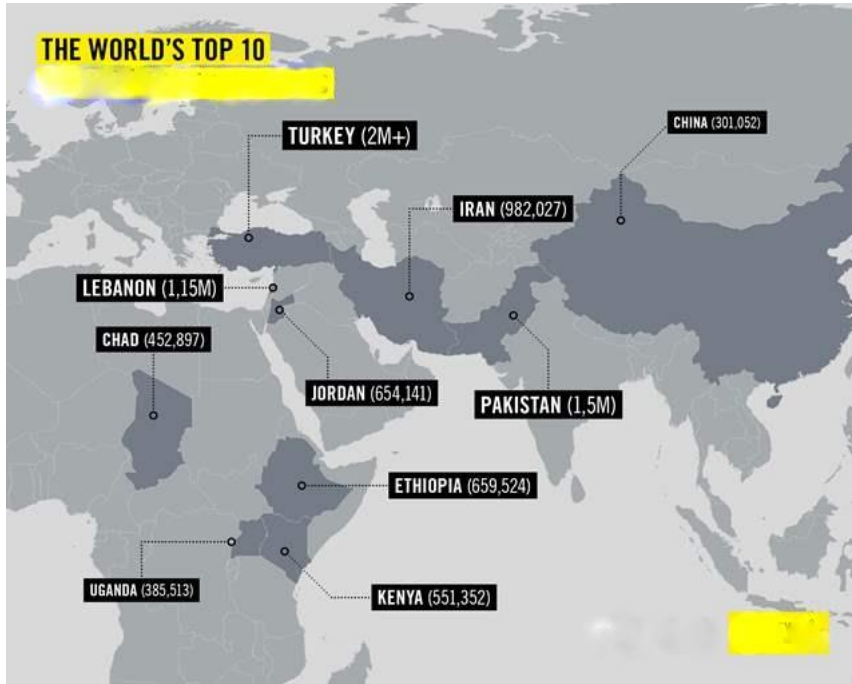 THE WORLD'S TOP 10
CHINA (301,052)
TURKEY (2M+)
IRAN (982,027)
LEBANON (1,15M)
CHAD (452,897)
JORDAN (654,141)
PAKISTAN (1,5M)
ETHIOPIA (659,524)
UGANDA (385,513)
KENYA (551,352)